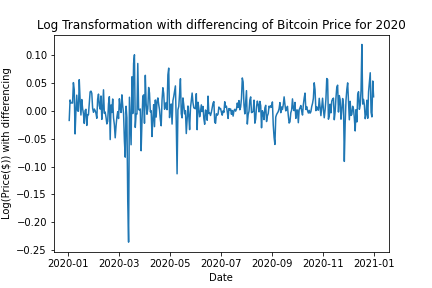 Log Transformation with differencing of Bitcoin Price for 2020
0.10
0.05
0.00
−0.05
−0.10
−0.15
−0.20
−0.25
Log(Price($)) with differencing
2020-01 2020-03 2020-05 2020-07 2020-09 2020-11 2021-01
Date